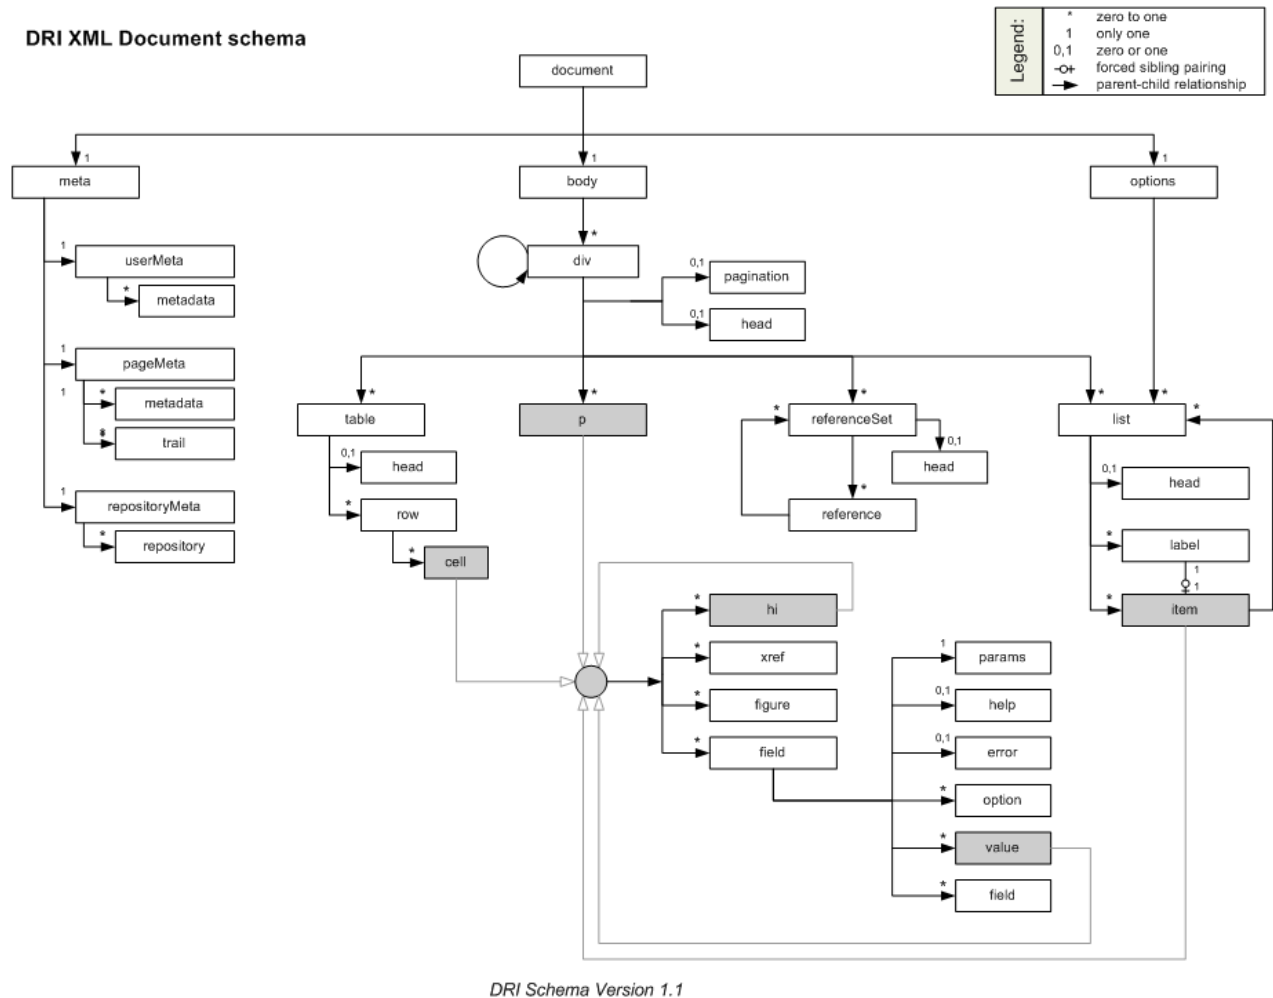 DRI XML Document schema
Legend:
* zero to one
1 only one
0,1 zero or one
forced sibling pairing
parent-child relationship
document
1 1 1
meta body options
*
1 userMeta div
* metadata
0,1 pagination
0,1 head
1 pageMeta
1
* metadata
* trail
* * * * *
table p referenceSet list
* *
0,1 head
0,1 head
0,1 head
1 repositoryMeta
* repository
* row
* reference
* label
* cell
1
1
* hi
* item
* xref
* figure
* field
1 params
0,1 help
0,1 error
* option
* value
* field
DRI Schema Version 1.1